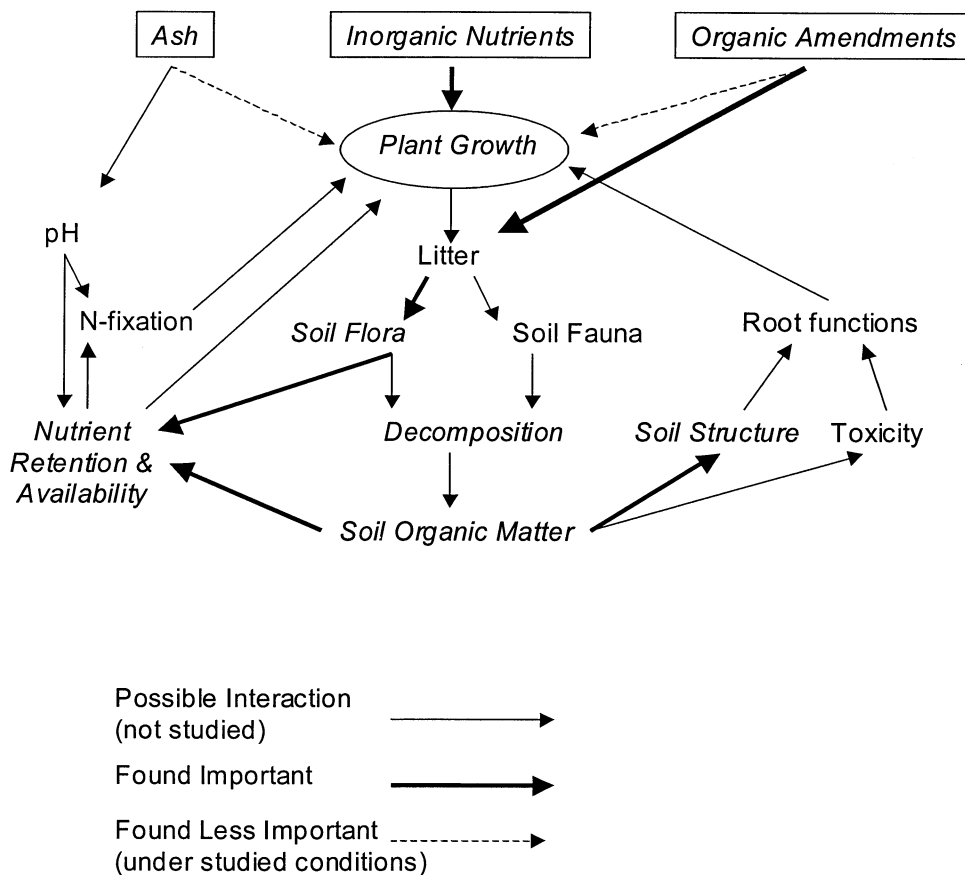 Ash
Inorganic Nutrients
Organic Amendments
Plant Growth
pH
Litter
N-fixation
Soil Flora
Soil Fauna
Root functions
Nutrient
Retention &
Availability
Decomposition
Soil Structure
Toxicity
Soil Organic Matter
Possible Interaction
(not studied)
Found Important
Found Less Important
(under studied conditions)